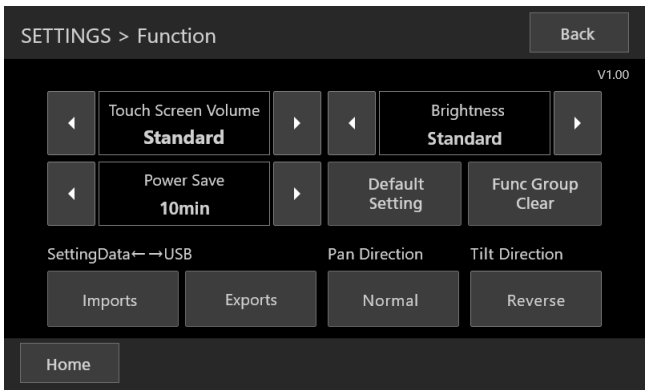 SETTINGS > Function
Back
V1.00
Touch Screen Volume
Standard
Brightness
Standard
Power Save
10min
Default
Setting
Func Group
Clear
SettingData←→USB
Pan Direction
Tilt Direction
Imports
Exports
Normal
Reverse
Home